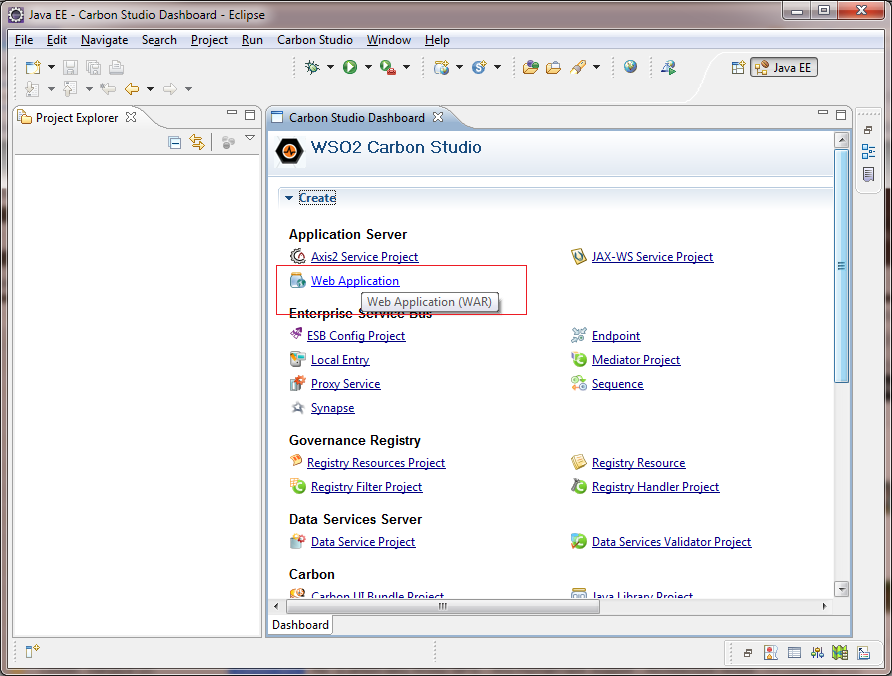 Java EE - Carbon Studio Dashboard - Eclipse
File Edit Navigate Search Project Run Carbon Studio Window Help
Java EE
Project Explorer
Carbon Studio Dashboard
WSO2 Carbon Studio
Create
Application Server
Axis2 Service Project JAX-WS Service Project
Web Application
Web Application (WAR)
Enterprise Service Bus
ESB Config Project Endpoint
Local Entry Mediator Project
Proxy Service Sequence
Synapse
Governance Registry
Registry Resources Project Registry Resource
Registry Filter Project Registry Handler Project
Data Services Server
Data Service Project Data Services Validator Project
Carbon
Carbon UI Bundle Project Java Library Project
Dashboard